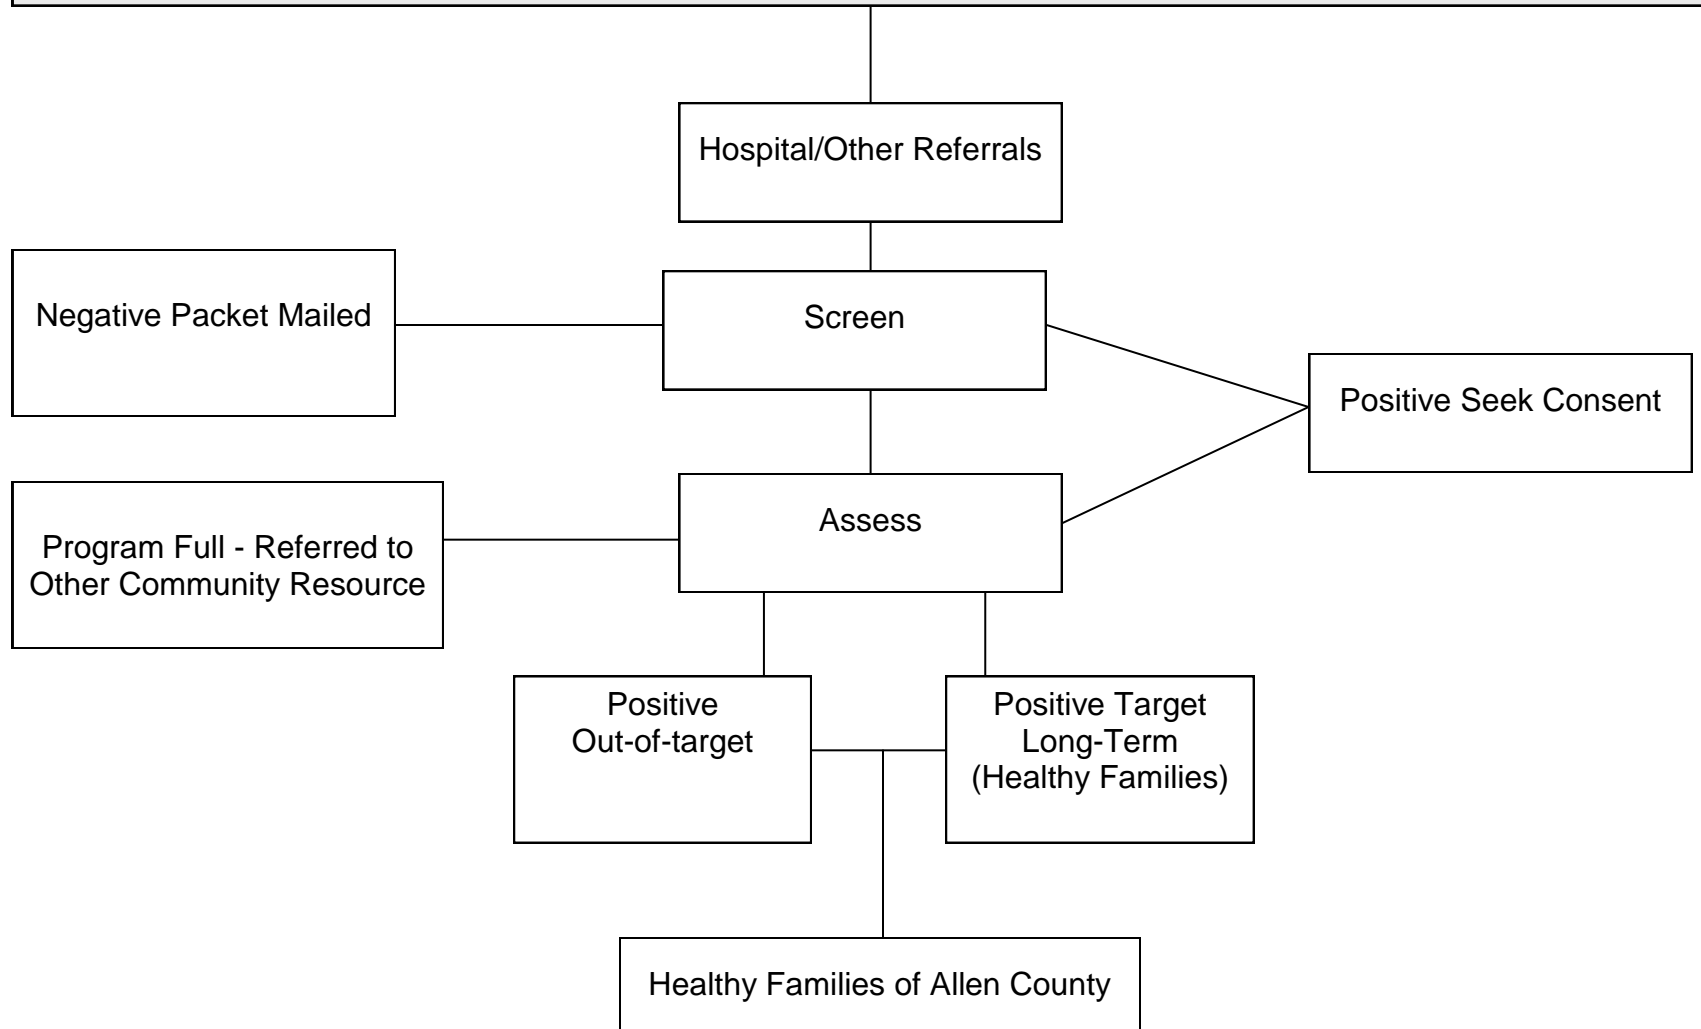 Hospital/Other Referrals
Negative Packet Mailed
Screen
Positive Seek Consent
Assess
Program Full - Referred to
Other Community Resource
Positive
Out-of-target
Positive Target
Long-Term
(Healthy Families)
Healthy Families of Allen County